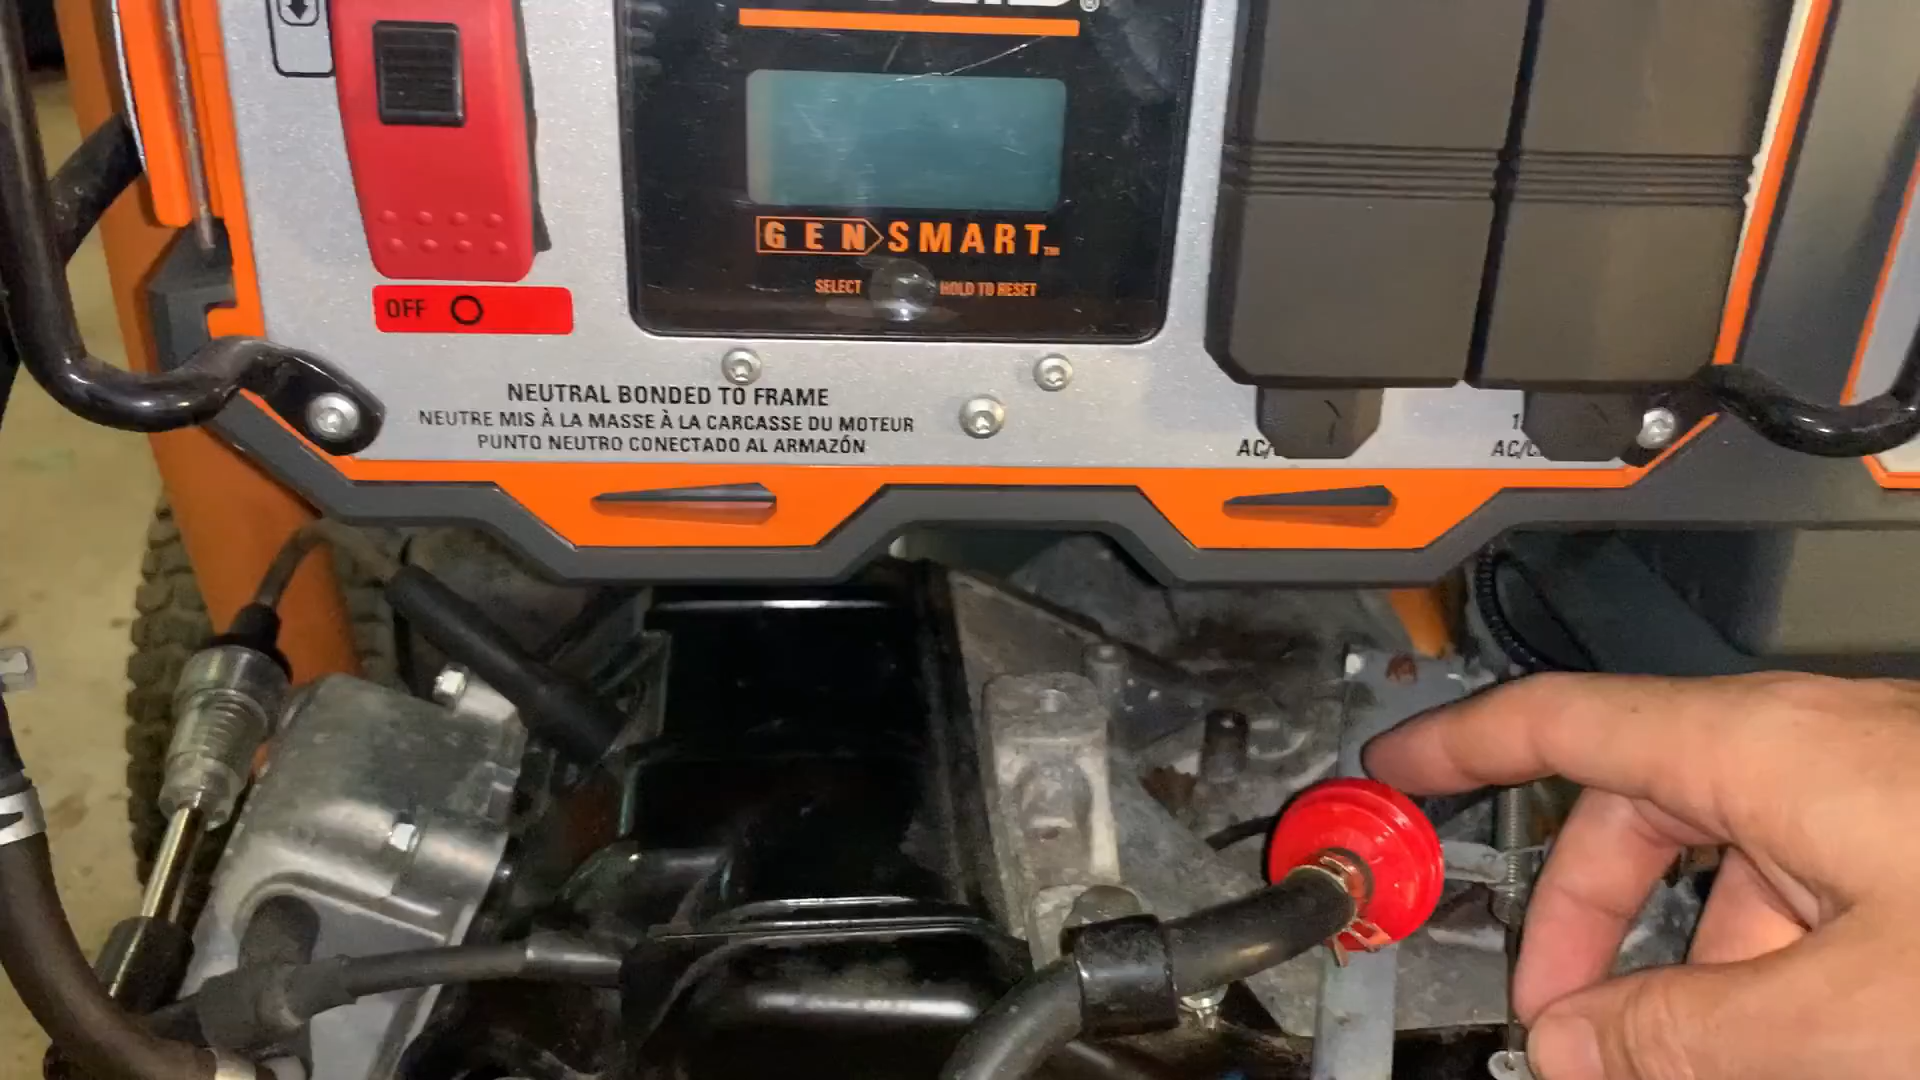 GEN SMART™
SELECT HOLD TO RESET
OFF
NEUTRAL BONDED TO FRAME
NEUTRE MIS À LA MASSE À LA CARCASSE DU MOTEUR
PUNTO NEUTRO CONECTADO AL ARMAZÓN